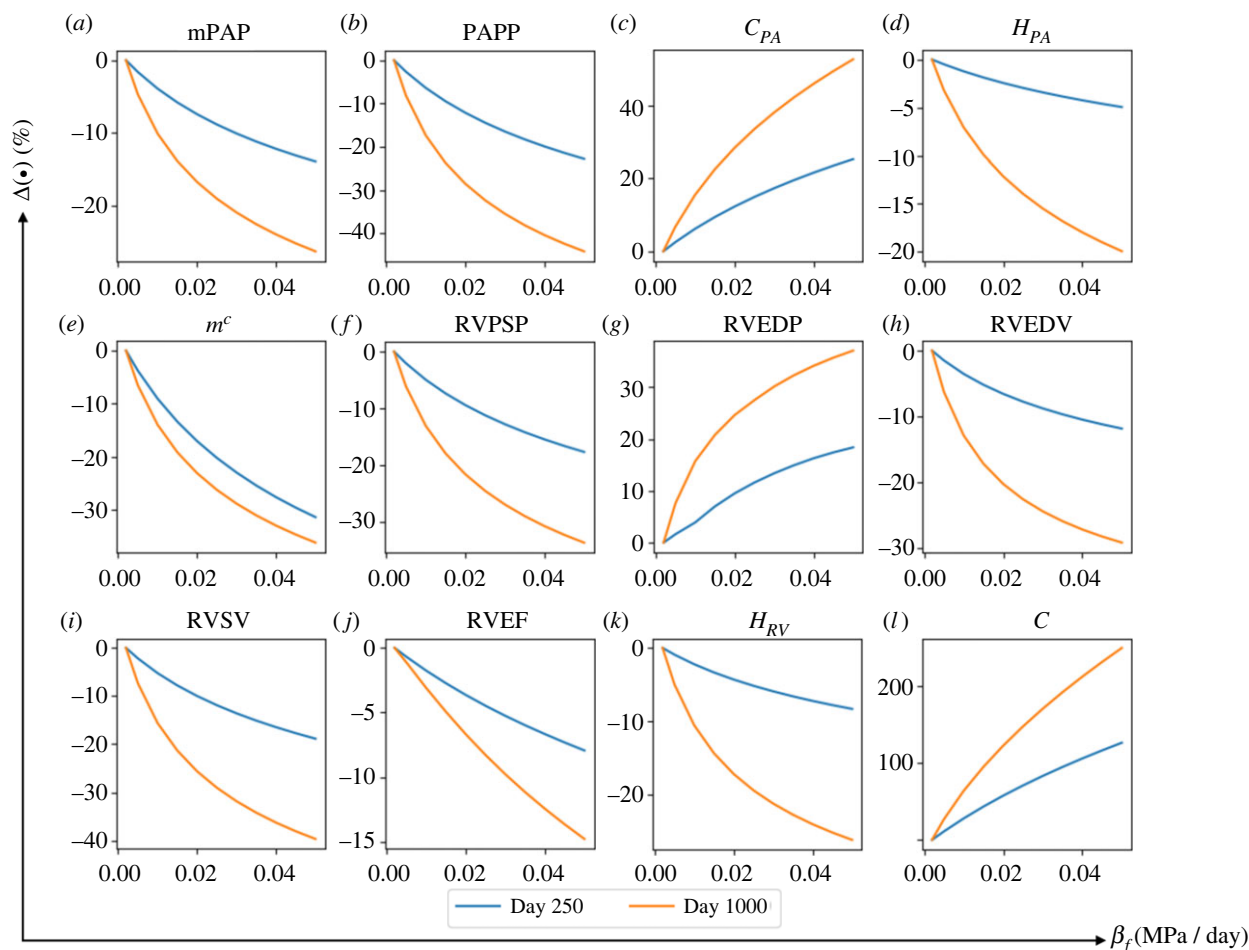 (a) mPAP (b) PAPP (c) C_PA (d) H_PA
0 0 40 0
−10 −10 −5
−20 −20 20 −10
−30 −15
−40 0 −20
0.00 0.02 0.04 0.00 0.02 0.04 0.00 0.02 0.04 0.00 0.02 0.04
Δ(•) (%)
(e) m^c (f) RVPSP (g) RVEDP (h) RVEDV
0 0 30 0
−10 −10 20 −10
−20 −20 10 −20
−30 −30 0 −30
0.00 0.02 0.04 0.00 0.02 0.04 0.00 0.02 0.04 0.00 0.02 0.04
(i) RVSV (j) RVEF (k) H_RV (l) C
0 0 0 200
−10 −5 −10 100
−20 −10 −20
−30 −15
−40
0.00 0.02 0.04 0.00 0.02 0.04 0.00 0.02 0.04 0.00 0.02 0.04
Day 250 Day 1000
β_f (MPa / day)